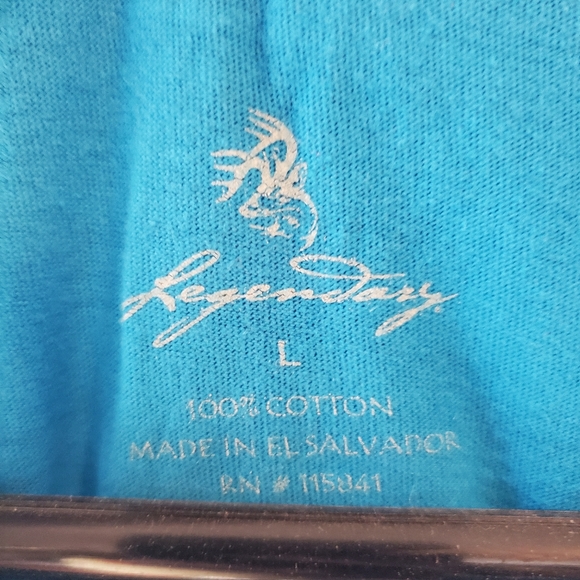 Legendary
L
100% COTTON
MADE IN EL SALVADOR
RN # 115841